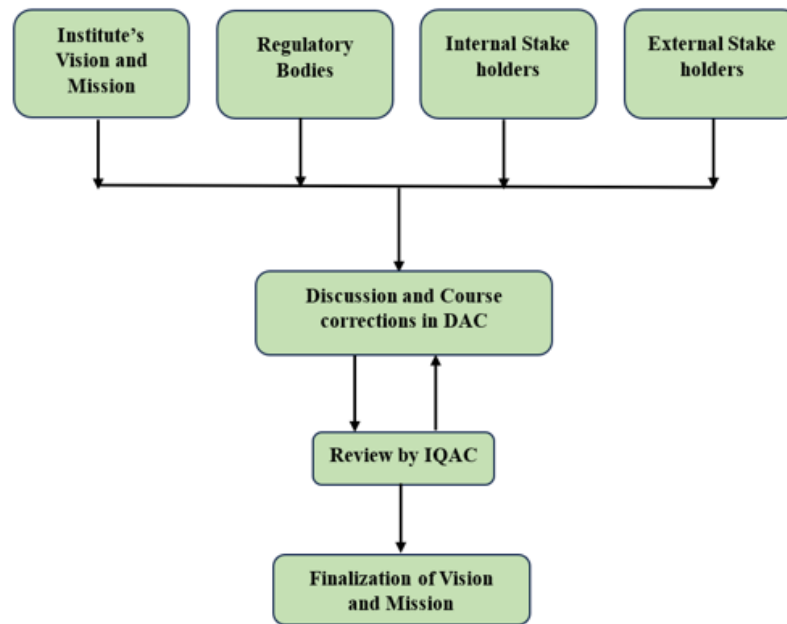 Institute's
Vision and
Mission
Regulatory
Bodies
Internal Stake
holders
External Stake
holders
Discussion and Course
corrections in DAC
Review by IQAC
Finalization of Vision
and Mission